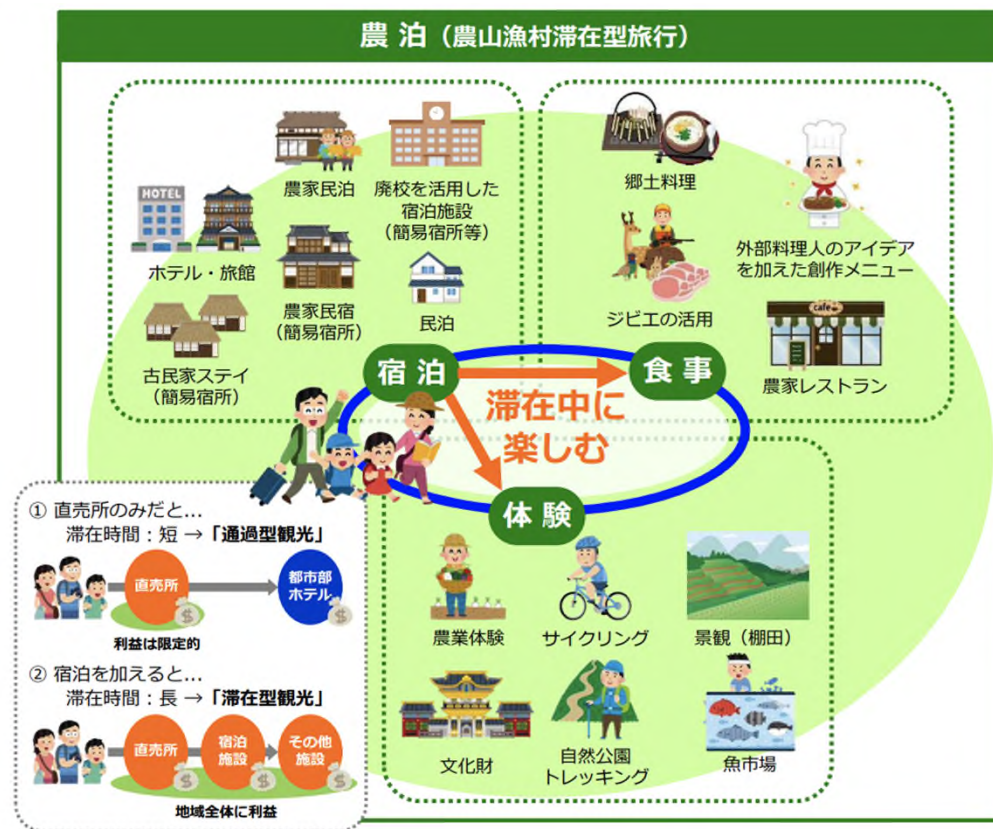 農泊（農山漁村滞在型旅行）
農家民泊
廃校を活用した
宿泊施設
（簡易宿所等）
HOTEL
ホテル・旅館
農家民宿
（簡易宿所）
民泊
古民家ステイ
（簡易宿所）
郷土料理
外部料理人のアイデア
を加えた創作メニュー
ジビエの活用
cafe
農家レストラン
宿泊
食事
滞在中に
楽しむ
体験
農業体験
サイクリング
景観（棚田）
文化財
自然公園
トレッキング
魚市場
① 直売所のみだと…
滞在時間：短 →「通過型観光」
直売所
都市部
ホテル
$
$
利益は限定的
② 宿泊を加えると…
滞在時間：長 →「滞在型観光」
直売所
宿泊
施設
その他
施設
$
$
$
地域全体に利益